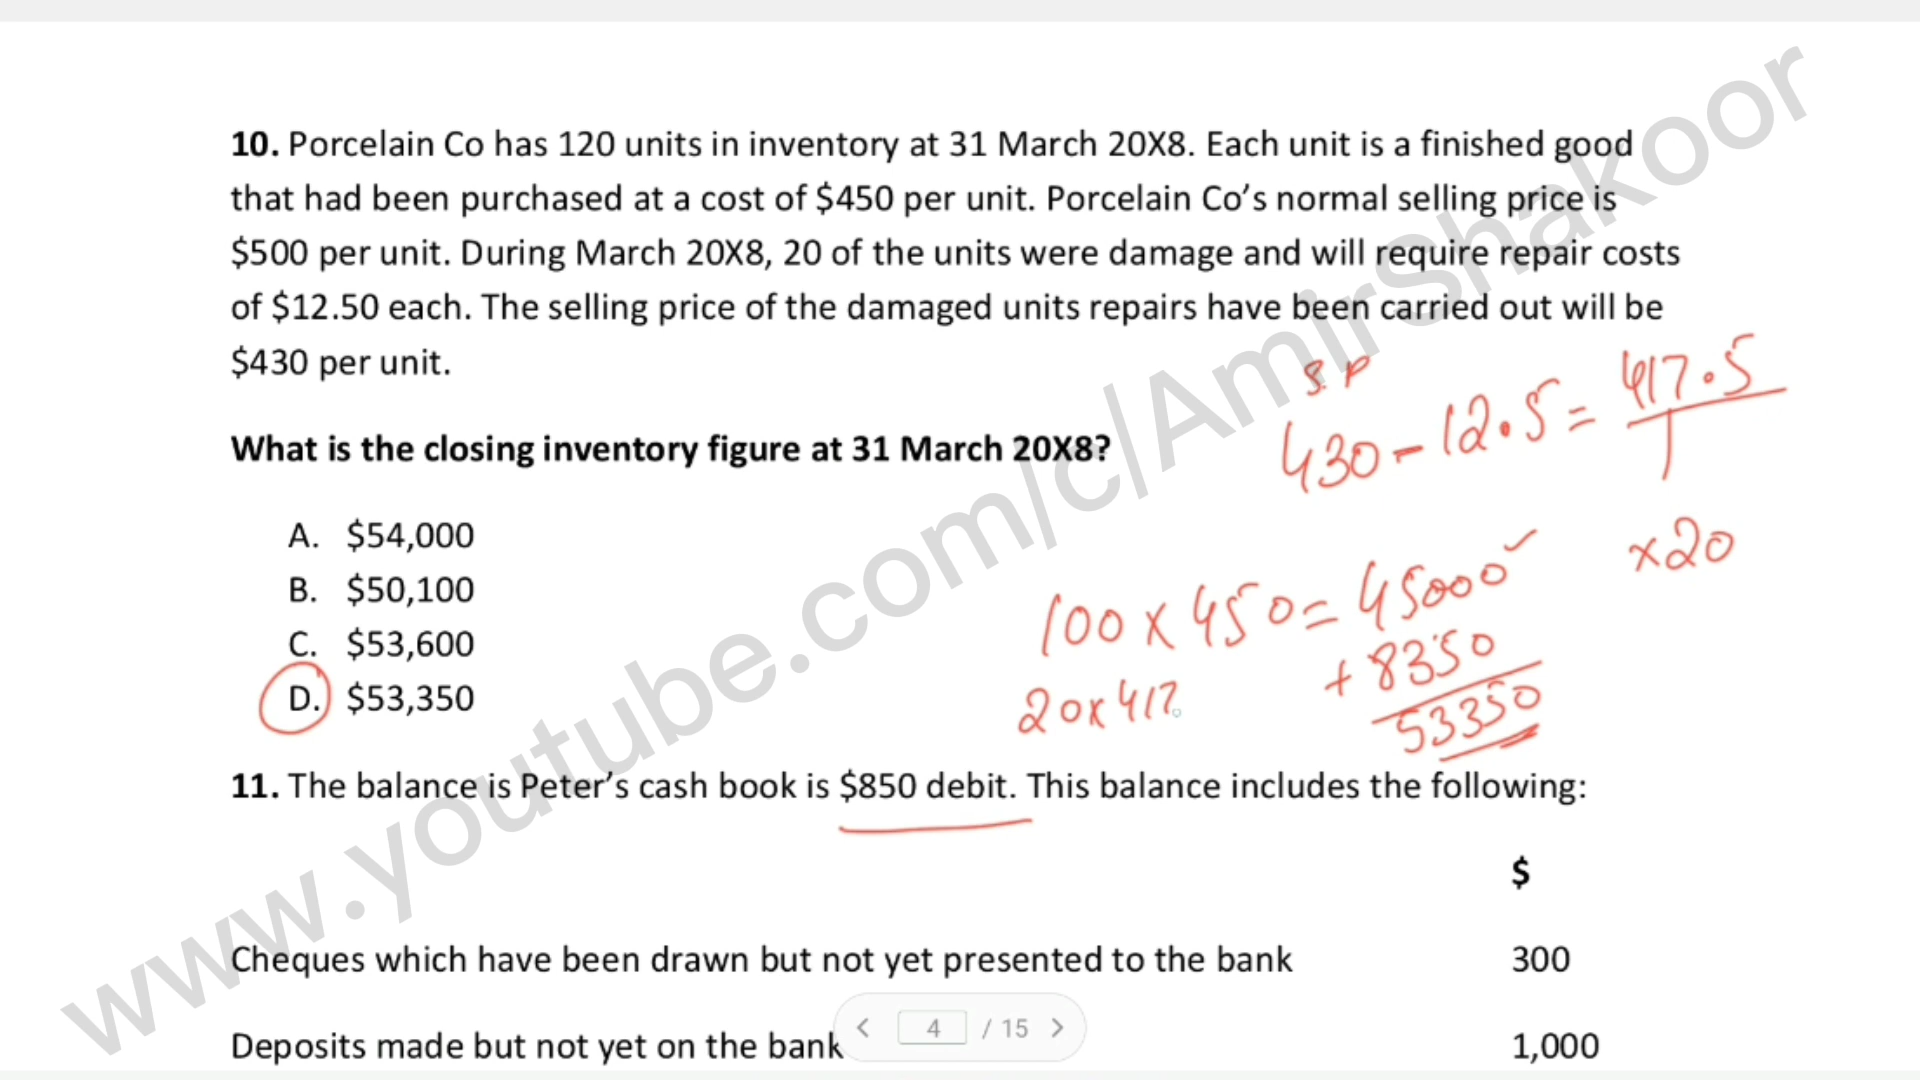 10. Porcelain Co has 120 units in inventory at 31 March 20X8. Each unit is a finished good
that had been purchased at a cost of $450 per unit. Porcelain Co’s normal selling price is
$500 per unit. During March 20X8, 20 of the units were damage and will require repair costs
of $12.50 each. The selling price of the damaged units repairs have been carried out will be
$430 per unit.
S.P
430 - 12.5 = 417.5
What is the closing inventory figure at 31 March 20X8?
A. $54,000
B. $50,100
C. $53,600
D. $53,350
x20
100 x 450 = 45000
+ 8350
20 x 417
53350
11. The balance is Peter’s cash book is $850 debit. This balance includes the following:
$
Cheques which have been drawn but not yet presented to the bank 300
Deposits made but not yet on the bank 1,000
4 / 15
www.youtube.com/c/AmirShakoor